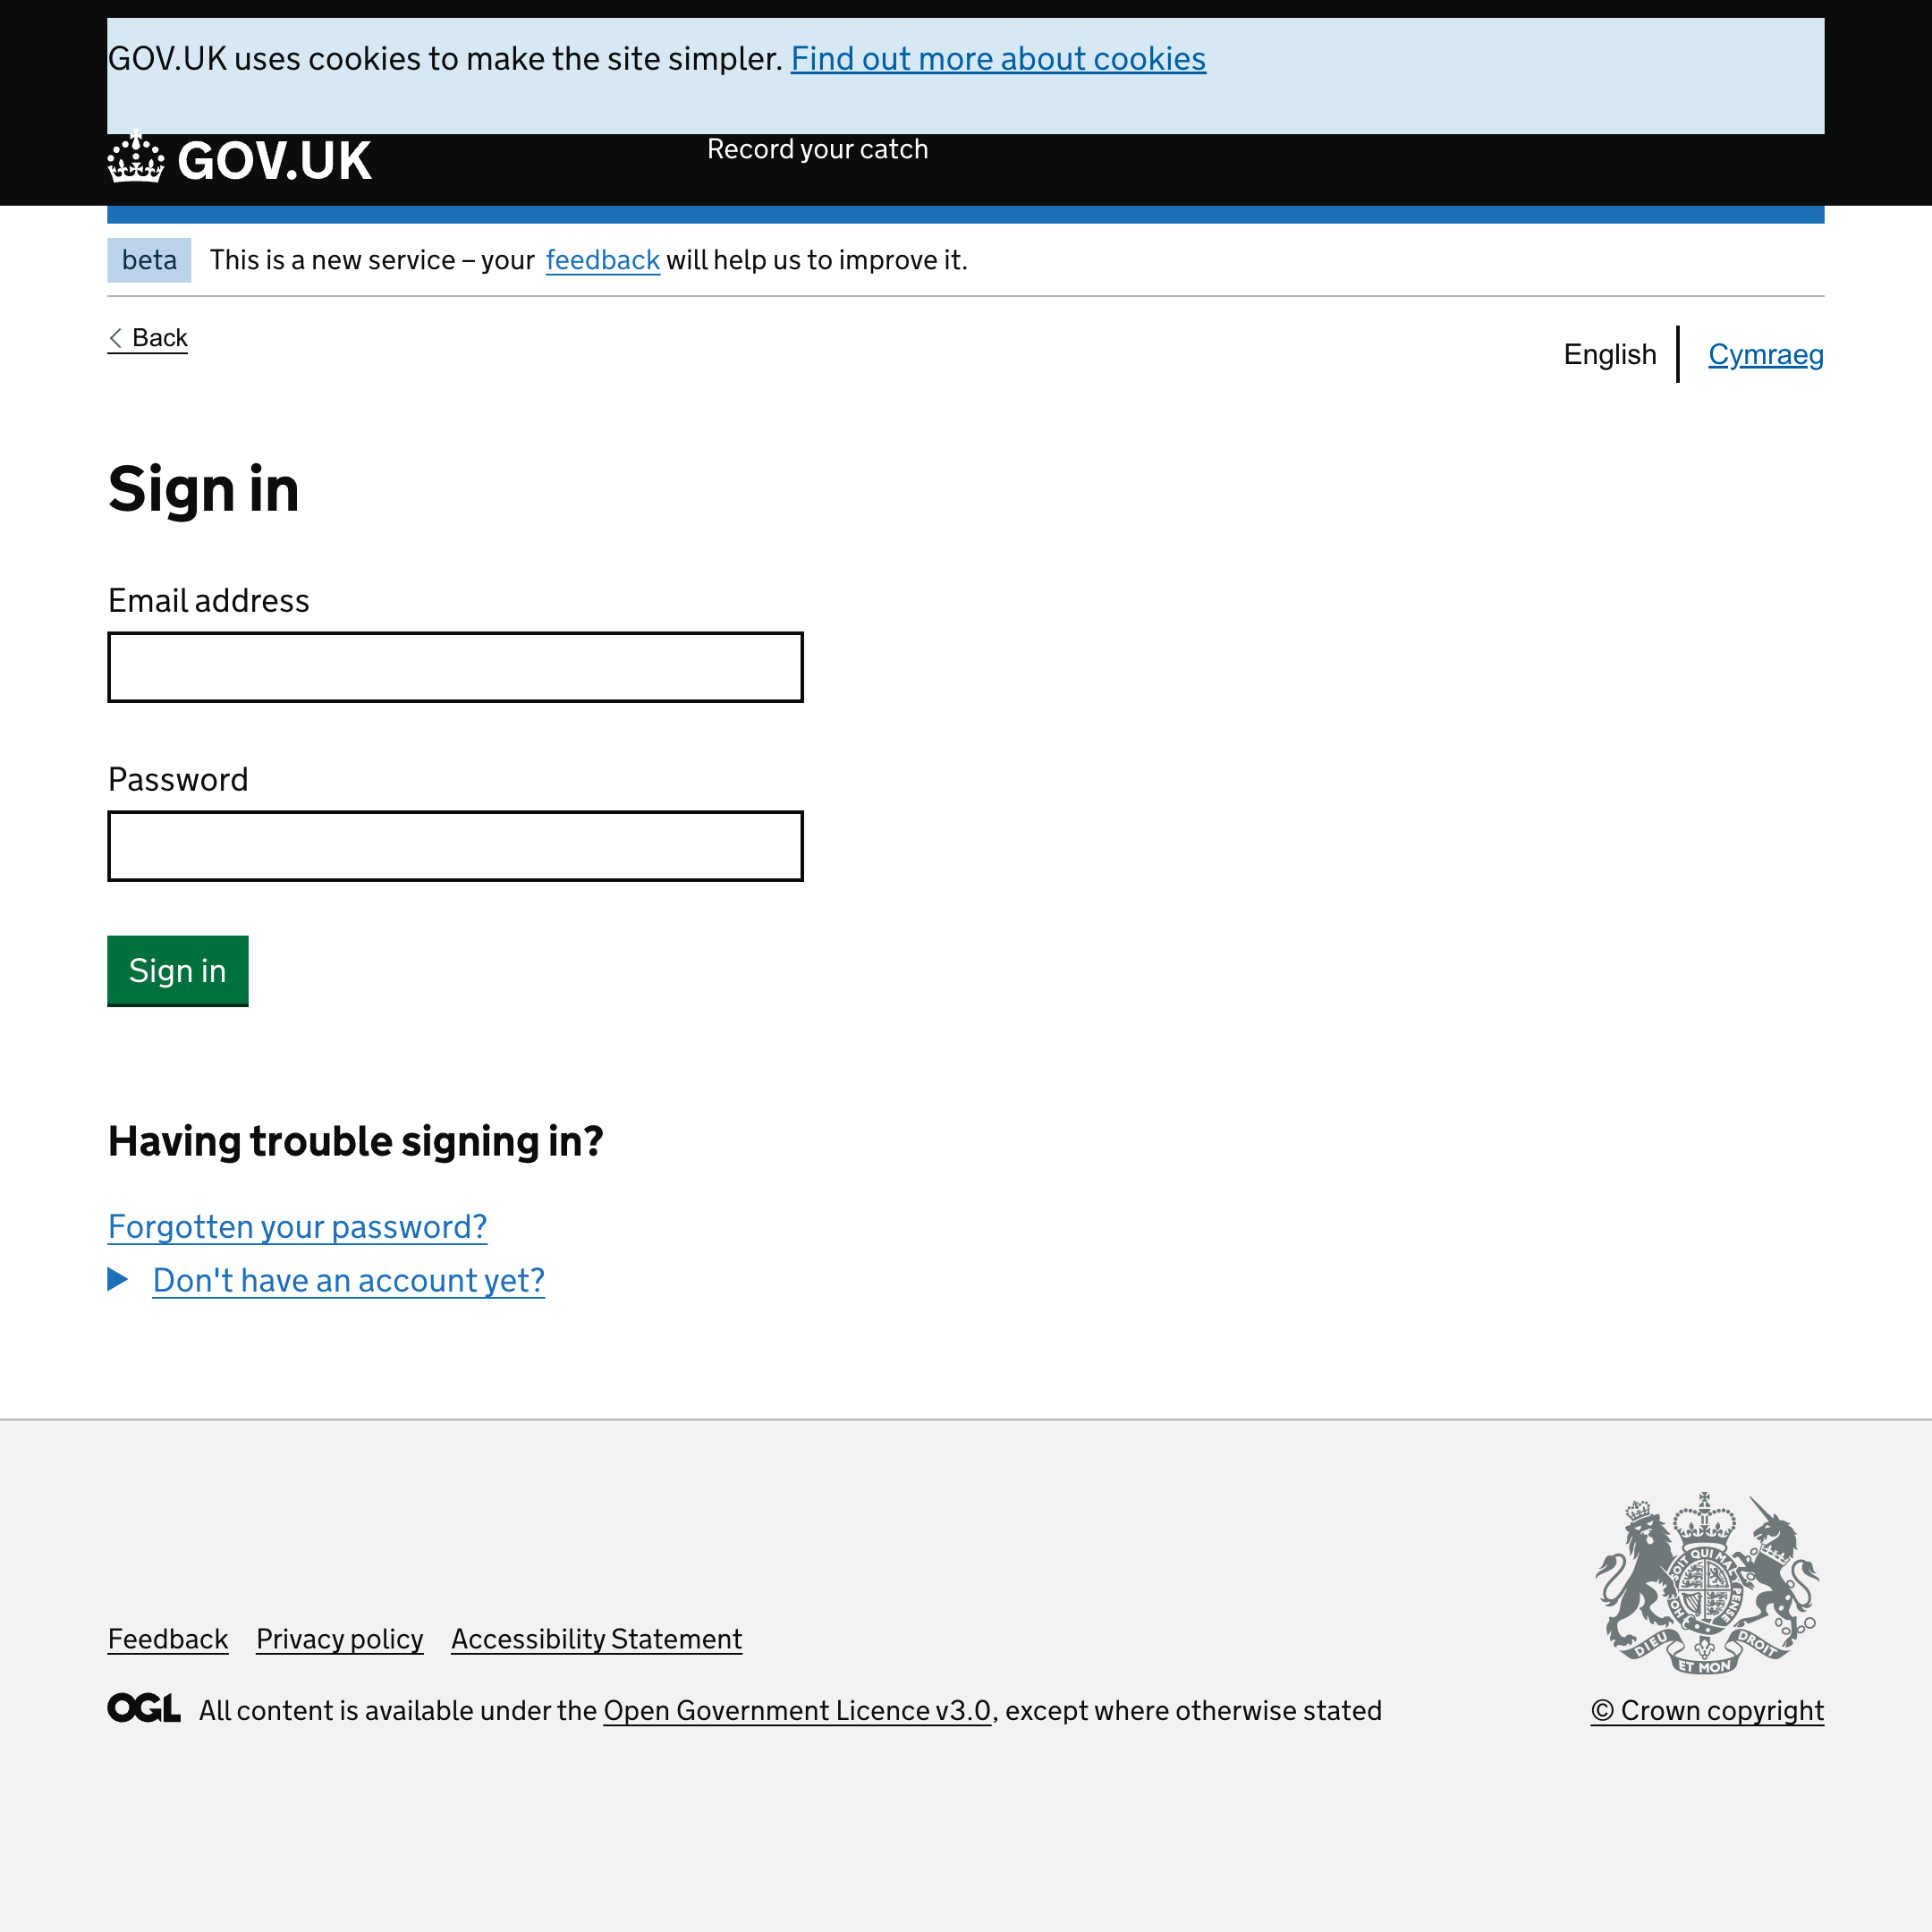 GOV.UK uses cookies to make the site simpler. Find out more about cookies
GOV.UK
Record your catch
beta This is a new service – your feedback will help us to improve it.
Back
English Cymraeg
Sign in
Email address
Password
Sign in
Having trouble signing in?
Forgotten your password?
Don't have an account yet?
HONI SOIT QUI MAL Y PENSE
DIEU ET MON DROIT
Feedback Privacy policy Accessibility Statement
OGL All content is available under the Open Government Licence v3.0, except where otherwise stated
© Crown copyright